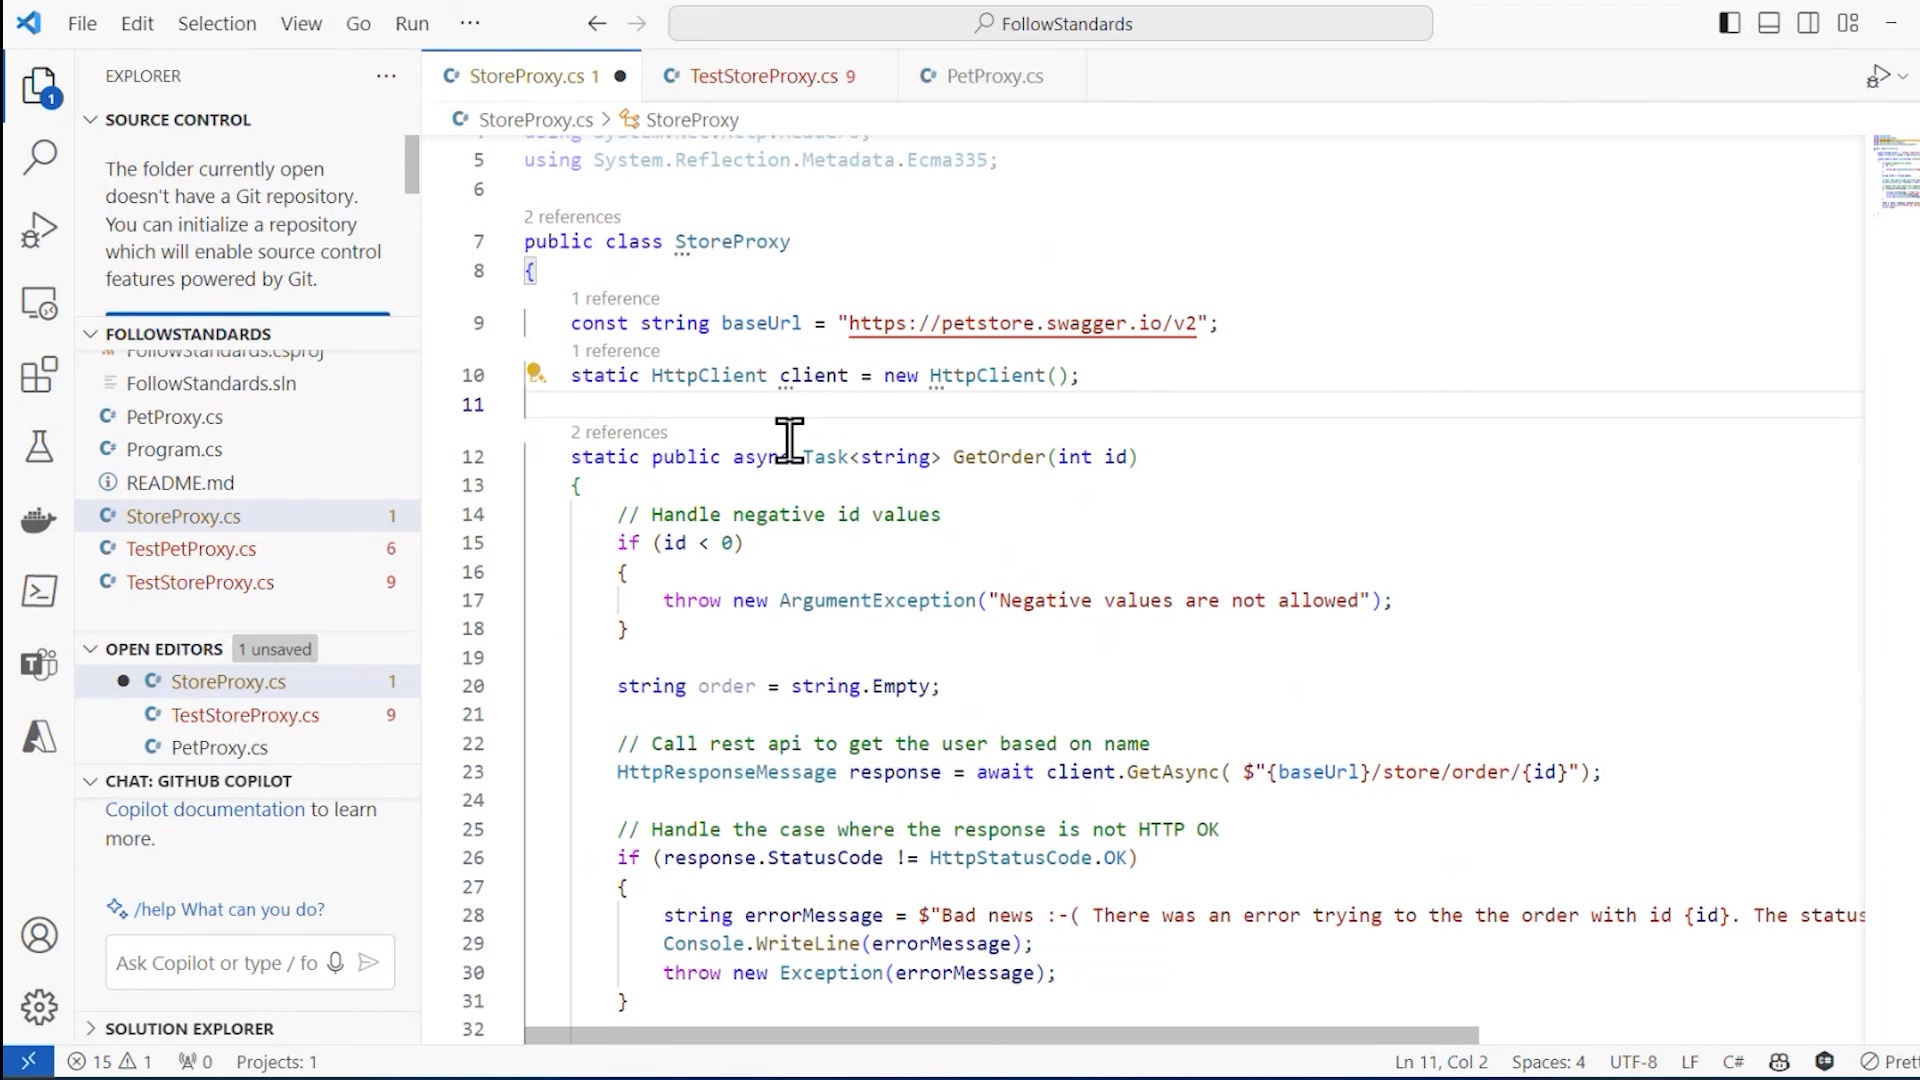 File Edit Selection View Go Run ···
FollowStandards
EXPLORER ···
SOURCE CONTROL
The folder currently open
doesn't have a Git repository.
You can initialize a repository
which will enable source control
features powered by Git.
FOLLOWSTANDARDS
FollowStandards.csproj
FollowStandards.sln
PetProxy.cs
Program.cs
README.md
StoreProxy.cs 1
TestPetProxy.cs 6
TestStoreProxy.cs 9
OPEN EDITORS 1 unsaved
StoreProxy.cs 1
TestStoreProxy.cs 9
PetProxy.cs
CHAT: GITHUB COPILOT
Copilot documentation to learn
more.
/help What can you do?
Ask Copilot or type / fo
SOLUTION EXPLORER
StoreProxy.cs 1 TestStoreProxy.cs 9 PetProxy.cs
StoreProxy.cs > StoreProxy
4 using System.Net.Http.Headers;
5 using System.Reflection.Metadata.Ecma335;
6
2 references
7 public class StoreProxy
8 {
1 reference
9 const string baseUrl = "https://petstore.swagger.io/v2";
1 reference
10 static HttpClient client = new HttpClient();
11
2 references
12 static public async Task<string> GetOrder(int id)
13 {
14 // Handle negative id values
15 if (id < 0)
16 {
17 throw new ArgumentException("Negative values are not allowed");
18 }
19
20 string order = string.Empty;
21
22 // Call rest api to get the user based on name
23 HttpResponseMessage response = await client.GetAsync( $"{baseUrl}/store/order/{id}");
24
25 // Handle the case where the response is not HTTP OK
26 if (response.StatusCode != HttpStatusCode.OK)
27 {
28 string errorMessage = $"Bad news :-( There was an error trying to the the order with id {id}. The status
29 Console.WriteLine(errorMessage);
30 throw new Exception(errorMessage);
31 }
32
15 1 0 Projects: 1 Ln 11, Col 2 Spaces: 4 UTF-8 LF C# Prett